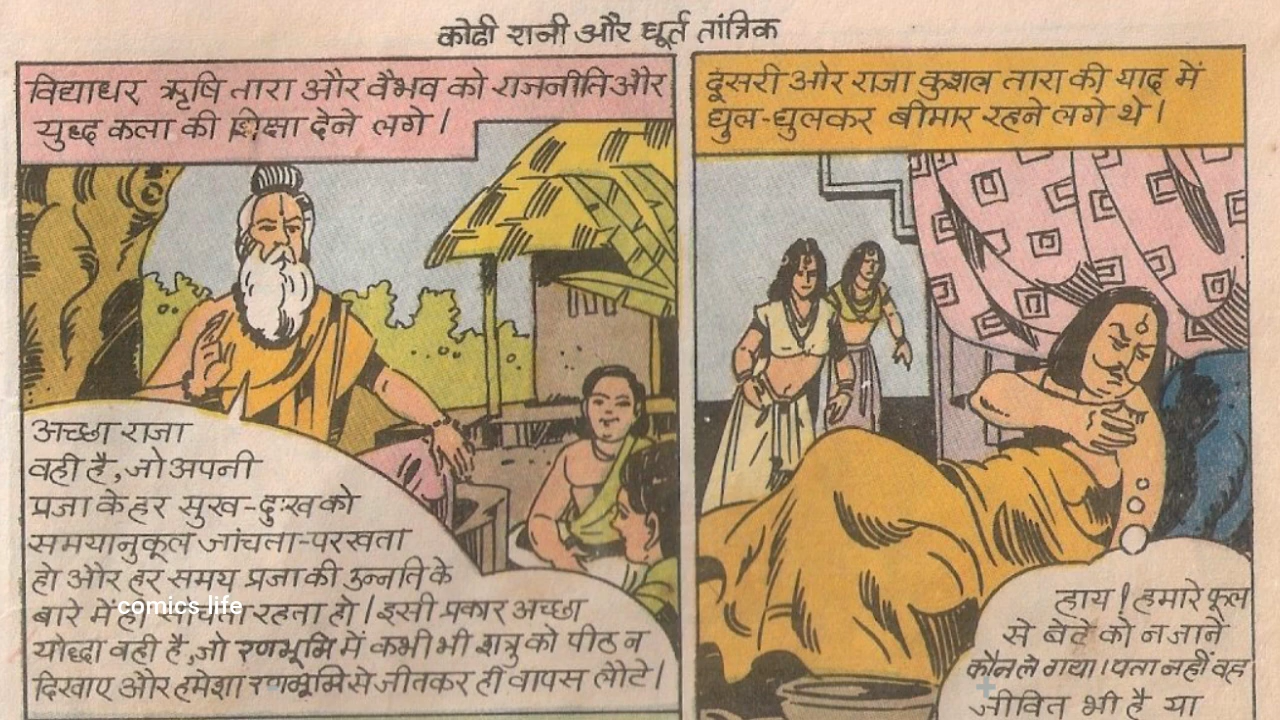 कोढी रानी और धूर्त तांत्रिक
विद्याधर ऋषि तारा और वैभव को राजनीति और
युध्द कला की शिक्षा देने लगे।
अच्छा राजा
वही है,जो अपनी
प्रजा के हर सुख-दुःख को
समयानुकूल जांचता-परखता
हो और हर समय प्रजा की उन्नति के
बारे में ही सोचता रहता हो।इसी प्रकार अच्छा
योध्दा वही है,जो रणभूमि में कभी भी शत्रु को पीठ न
दिखाए और हमेशा रणभूमि से जीतकर ही वापस लौटे।
comics life
दूसरी ओर राजा कुशल तारा की याद में
घुल-घुलकर बीमार रहने लगे थे।
हाय! हमारे फूल
से बेटे को न जाने
कौन ले गया।पता नहीं वह
जीवित भी है या